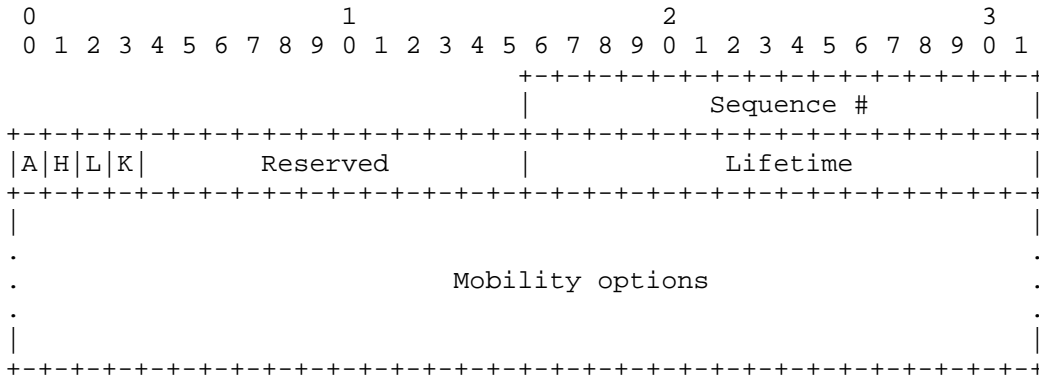 0                   1                   2                   3
 0 1 2 3 4 5 6 7 8 9 0 1 2 3 4 5 6 7 8 9 0 1 2 3 4 5 6 7 8 9 0 1
                                +-+-+-+-+-+-+-+-+-+-+-+-+-+-+-+-+
                                |          Sequence #           |
+-+-+-+-+-+-+-+-+-+-+-+-+-+-+-+-+-+-+-+-+-+-+-+-+-+-+-+-+-+-+-+-+
|A|H|L|K|       Reserved        |           Lifetime            |
+-+-+-+-+-+-+-+-+-+-+-+-+-+-+-+-+-+-+-+-+-+-+-+-+-+-+-+-+-+-+-+-+
|                                                               |
.                                                               .
.                           Mobility options                    .
.                                                               .
|                                                               |
+-+-+-+-+-+-+-+-+-+-+-+-+-+-+-+-+-+-+-+-+-+-+-+-+-+-+-+-+-+-+-+-+